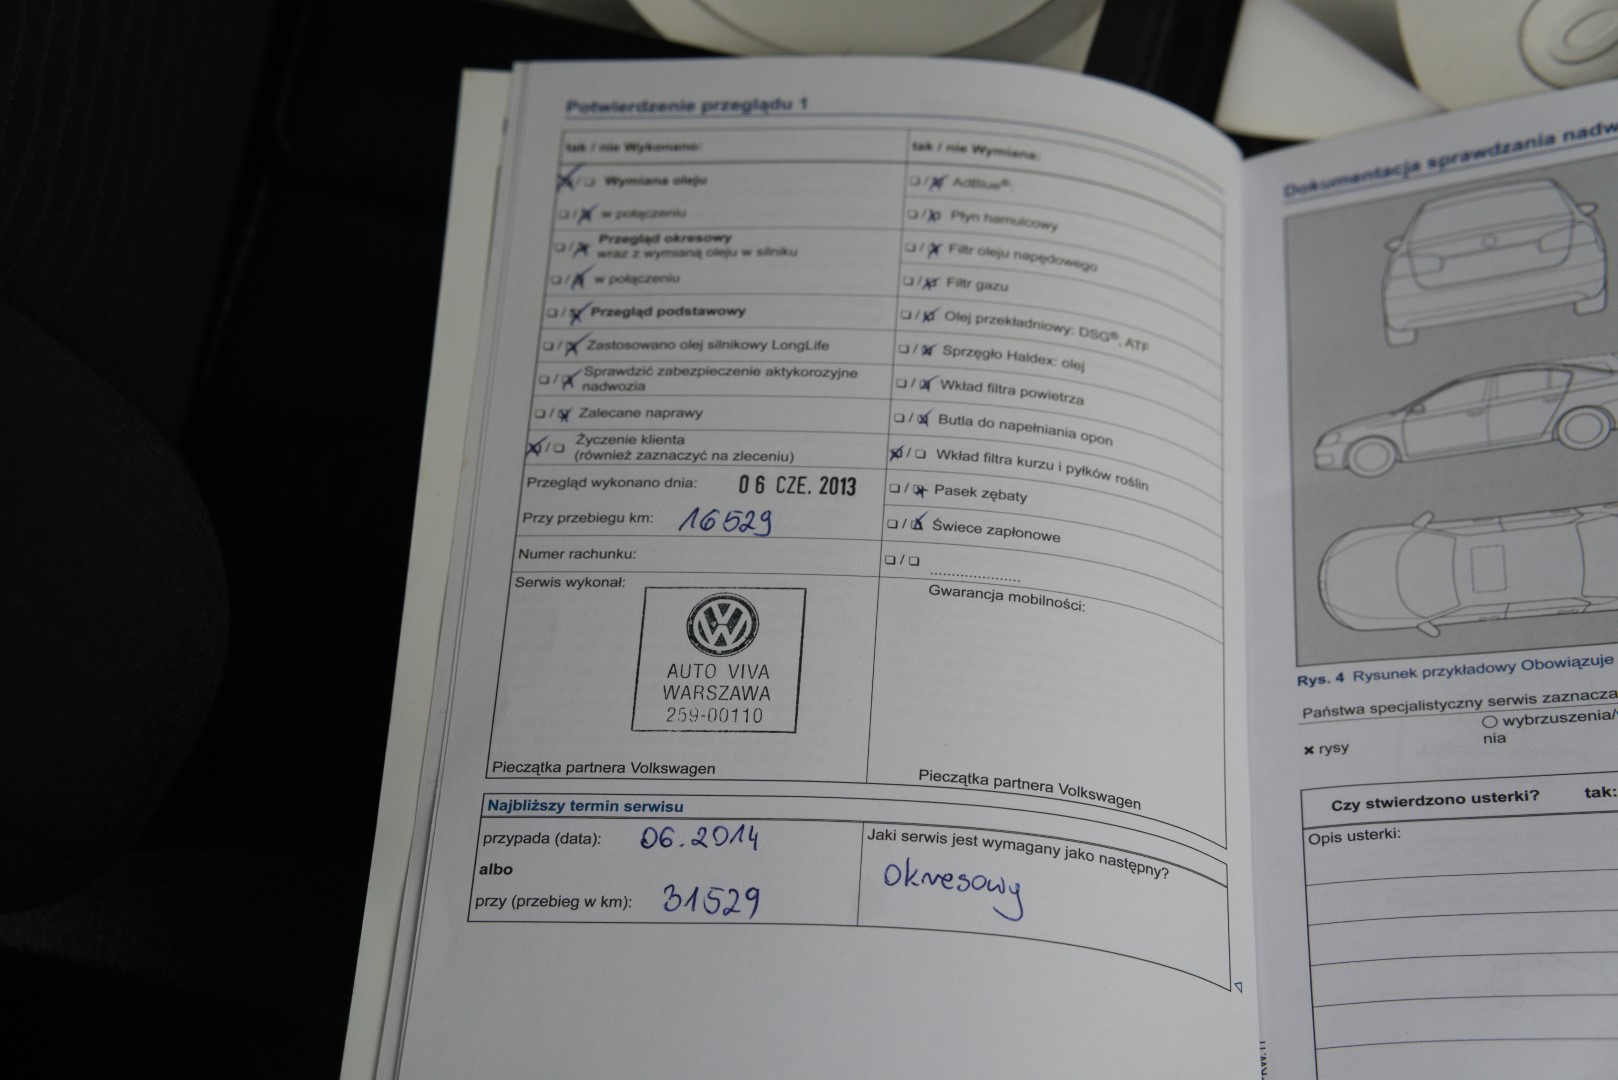 Potwierdzenie przeglądu 1
tak / nie Wykonano:
Wymiana oleju
w połączeniu
Przegląd okresowy
wraz z wymianą oleju w silniku
w połączeniu
Przegląd podstawowy
Zastosowano olej silnikowy LongLife
Sprawdzić zabezpieczenie aktykorozyjne
nadwozia
Zalecane naprawy
Życzenie klienta
(również zaznaczyć na zleceniu)
Przegląd wykonano dnia: 06 CZE. 2013
Przy przebiegu km: 16529
Numer rachunku:
Serwis wykonał:
AUTO VIVA
WARSZAWA
259-00110
Pieczątka partnera Volkswagen
tak / nie Wymiana:
AdBlue®:
Płyn hamulcowy
Filtr oleju napędowego
Filtr gazu
Olej przekładniowy: DSG®, ATF
Sprzęgło Haldex: olej
Wkład filtra powietrza
Butla do napełniania opon
Wkład filtra kurzu i pyłków roślin
Pasek zębaty
Świece zapłonowe
....................
Gwarancja mobilności:
Pieczątka partnera Volkswagen
Najbliższy termin serwisu
przypada (data): 06.2014
albo
przy (przebieg w km): 31529
Jaki serwis jest wymagany jako następny?
Okresowy
Dokumentacja sprawdzania nadw
Rys. 4 Rysunek przykładowy Obowiązuje
Państwa specjalistyczny serwis zaznacza
x rysy
wybrzuszenia/
nia
Czy stwierdzono usterki? tak:
Opis usterki: